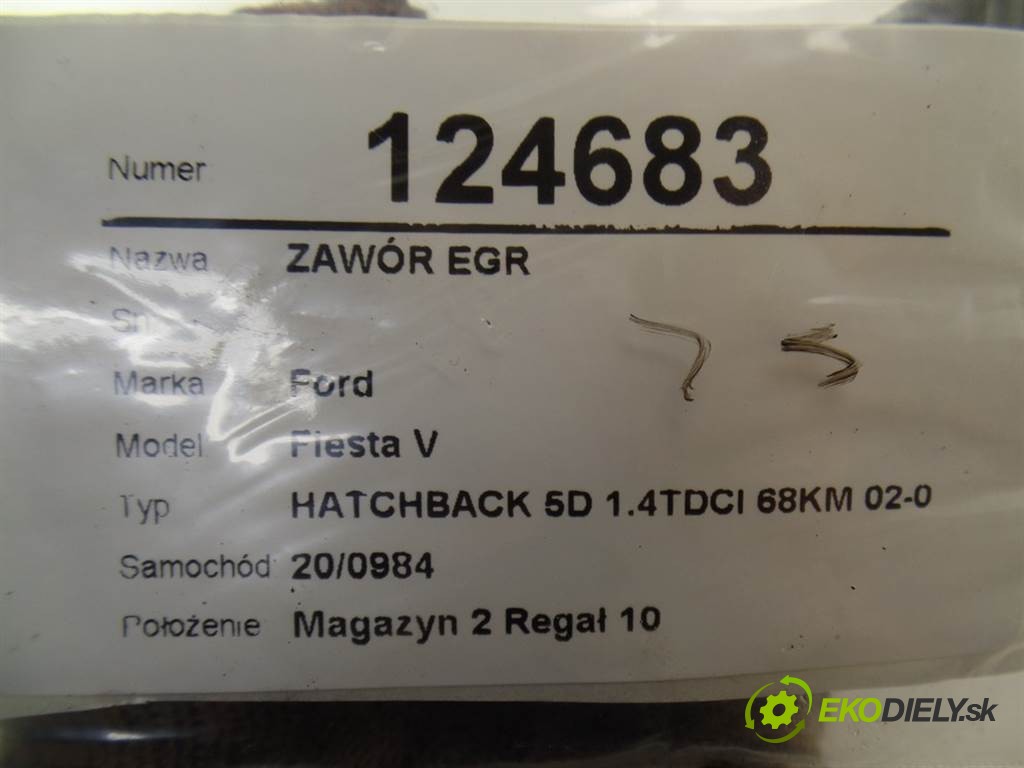 Numer 124683
Nazwa ZAWÓR EGR
Marka Ford
Model Fiesta V
Typ HATCHBACK 5D 1.4TDCI 68KM 02-0
Samochód 20/0984
Położenie Magazyn 2 Regał 10
EKODIELY.sk